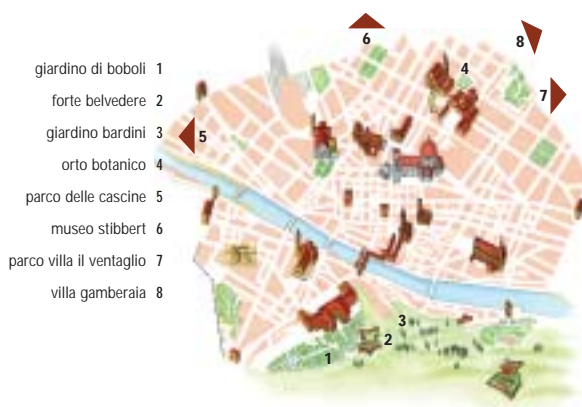 giardino di boboli 1
forte belvedere 2
giardino bardini 3
orto botanico 4
parco delle cascine 5
museo stibbert 6
parco villa il ventaglio 7
villa gamberaia 8
6
8
4
7
5
3
2
1